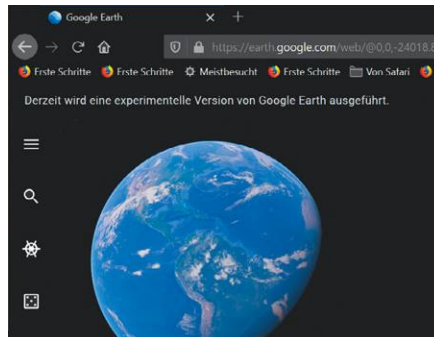 Google Earth
https://earth.google.com/web/@0,0,-24018.8
Erste Schritte Erste Schritte Meistbesucht Erste Schritte Von Safari
Derzeit wird eine experimentelle Version von Google Earth ausgeführt.